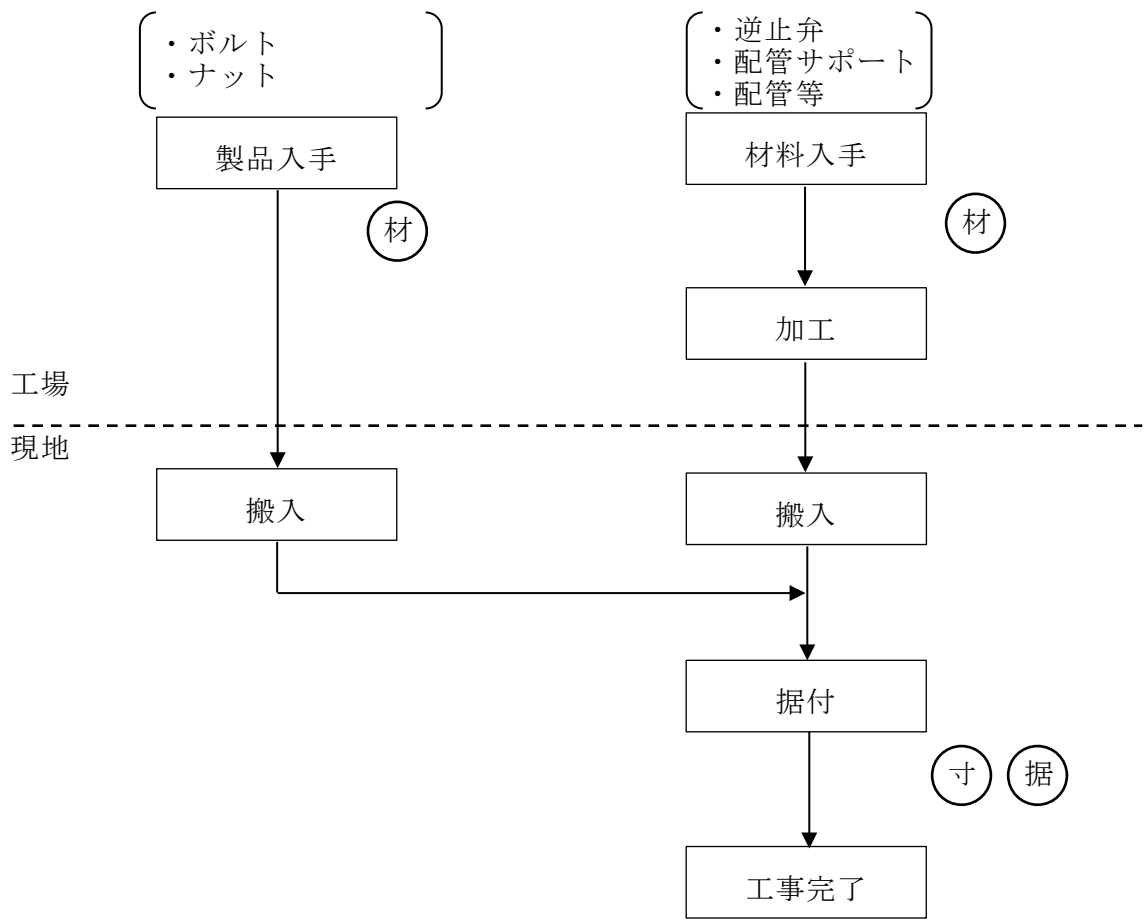 ・ボルト
・ナット
・逆止弁
・配管サポート
・配管等
製品入手
材料入手
材
材
加工
工場
現地
搬入
搬入
据付
寸
据
工事完了